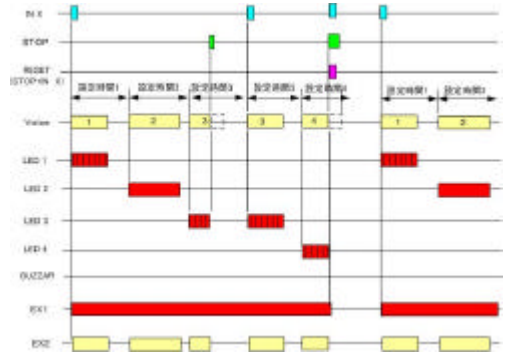 IN X
STOP
RESET
(STOP+IN X)
設定時間1 設定時間2 設定時間3 設定時間3 設定時間4 設定時間1 設定時間2
Voice 1 2 3 3 4 1 2
LED 1
LED 2
LED 3
LED 4
BUZZAR
EX1
EX2